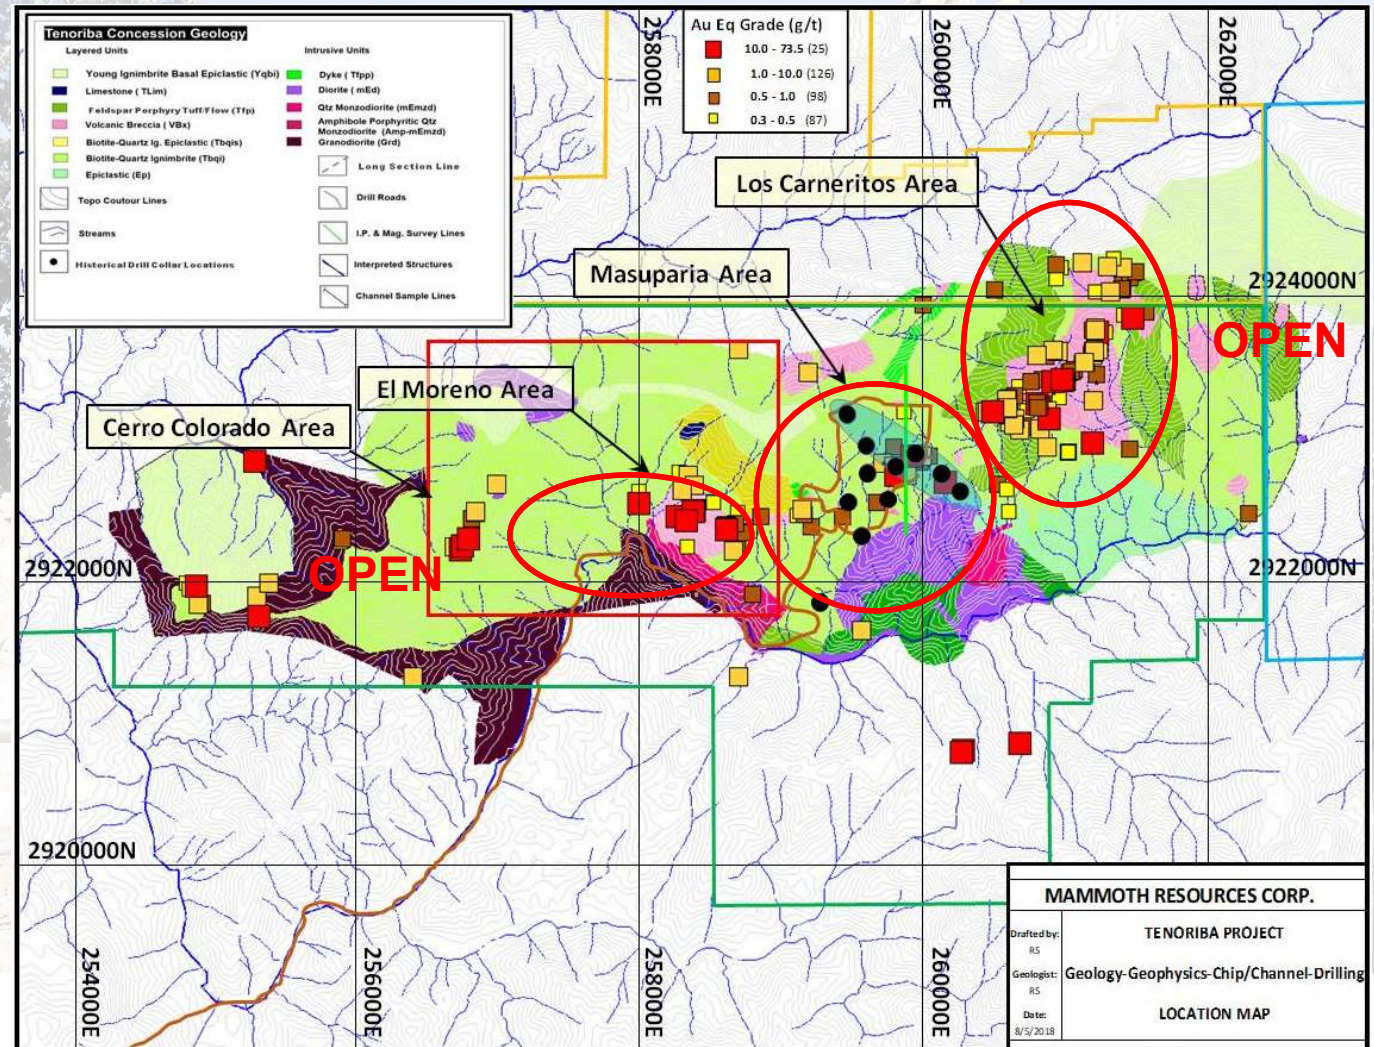 Tenoriba Concession Geology
Layered Units
Young Ignimbrite Basal Epiclastic (Yqbi)
Limestone ( TLim)
Feldspar Porphyry Tuff/Flow (Tfp)
Volcanic Breccia ( VBx)
Biotite-Quartz Ig. Epiclastic (Tbqis)
Biotite-Quartz Ignimbrite (Tbqi)
Epiclastic (Ep)
Topo Coutour Lines
Streams
Historical Drill Collar Locations
Intrusive Units
Dyke ( Tfpp)
Diorite ( mEd)
Qtz Monzodiorite (mEmzd)
Amphibole Porphyritic Qtz
Monzodiorite (Amp-mEmzd)
Granodiorite (Grd)
Long Section Line
Drill Roads
I.P. & Mag. Survey Lines
Interpreted Structures
Channel Sample Lines
Au Eq Grade (g/t)
10.0 - 73.5 (25)
1.0 - 10.0 (126)
0.5 - 1.0 (98)
0.3 - 0.5 (87)
258000E
260000E
262000E
Los Carneritos Area
Masuparia Area
El Moreno Area
Cerro Colorado Area
2924000N
OPEN
OPEN
2922000N
2922000N
2920000N
254000E
256000E
258000E
260000E
MAMMOTH RESOURCES CORP.
Drafted by:
RS
TENORIBA PROJECT
Geologist:
RS
Geology-Geophysics-Chip/Channel-Drilling
Date:
8/5/2018
LOCATION MAP